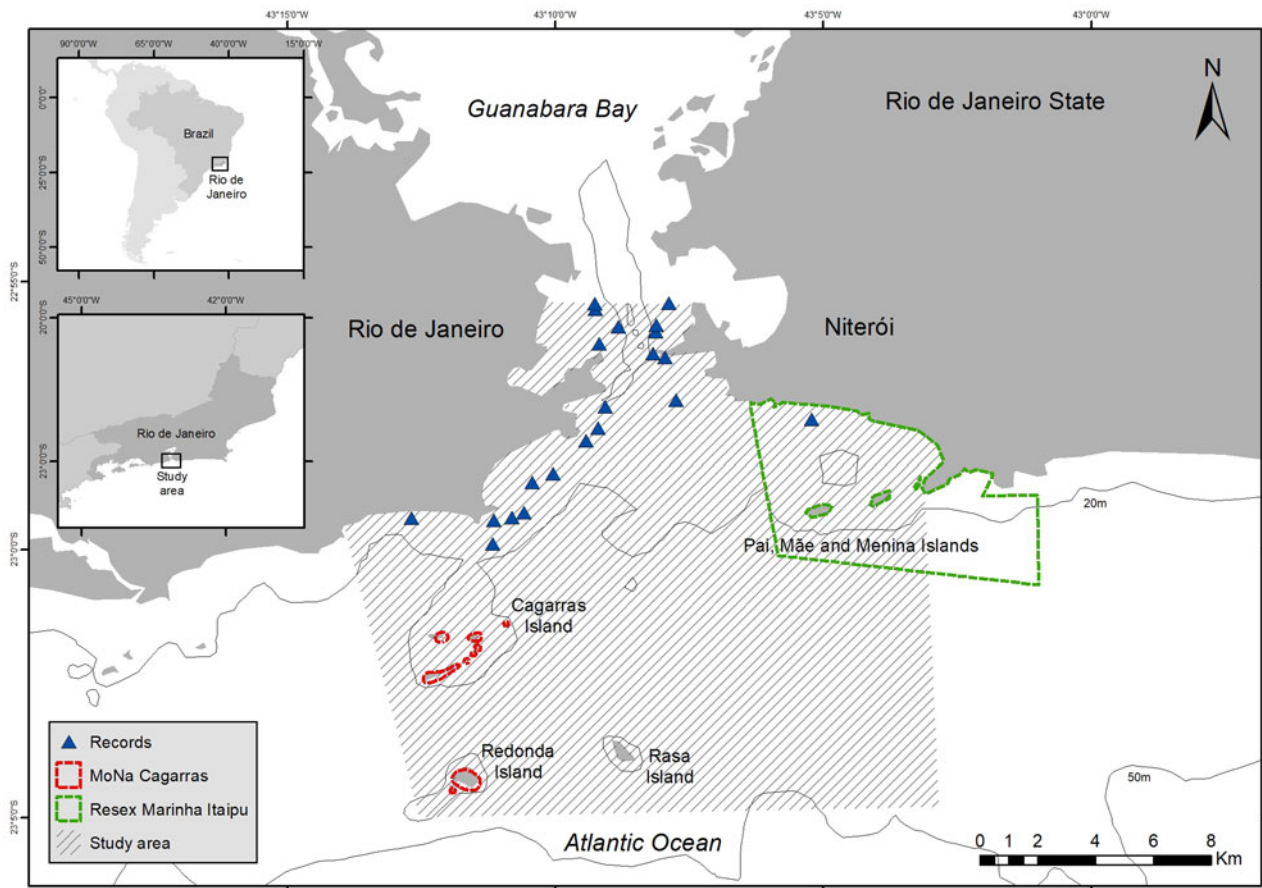 43°15'0"W
43°10'0"W
43°5'0"W
43°0'0"W
90°0'0"W
65°0'0"W
40°0'0"W
15°0'0"W
0°0'0"
25°0'0"S
50°0'0"S
Brazil
Rio de
Janeiro
Guanabara Bay
Rio de Janeiro State
N
22°55'0"S
45°0'0"W
42°0'0"W
20°0'0"S
23°0'0"S
Rio de Janeiro
Study
area
Rio de Janeiro
Niterói
20m
23°0'0"S
Pai, Mãe and Menina Islands
Cagarras
Island
Redonda
Island
Rasa
Island
50m
23°5'0"S
Atlantic Ocean
Records
MoNa Cagarras
Resex Marinha Itaipu
Study area
0 1 2 4 6 8
Km